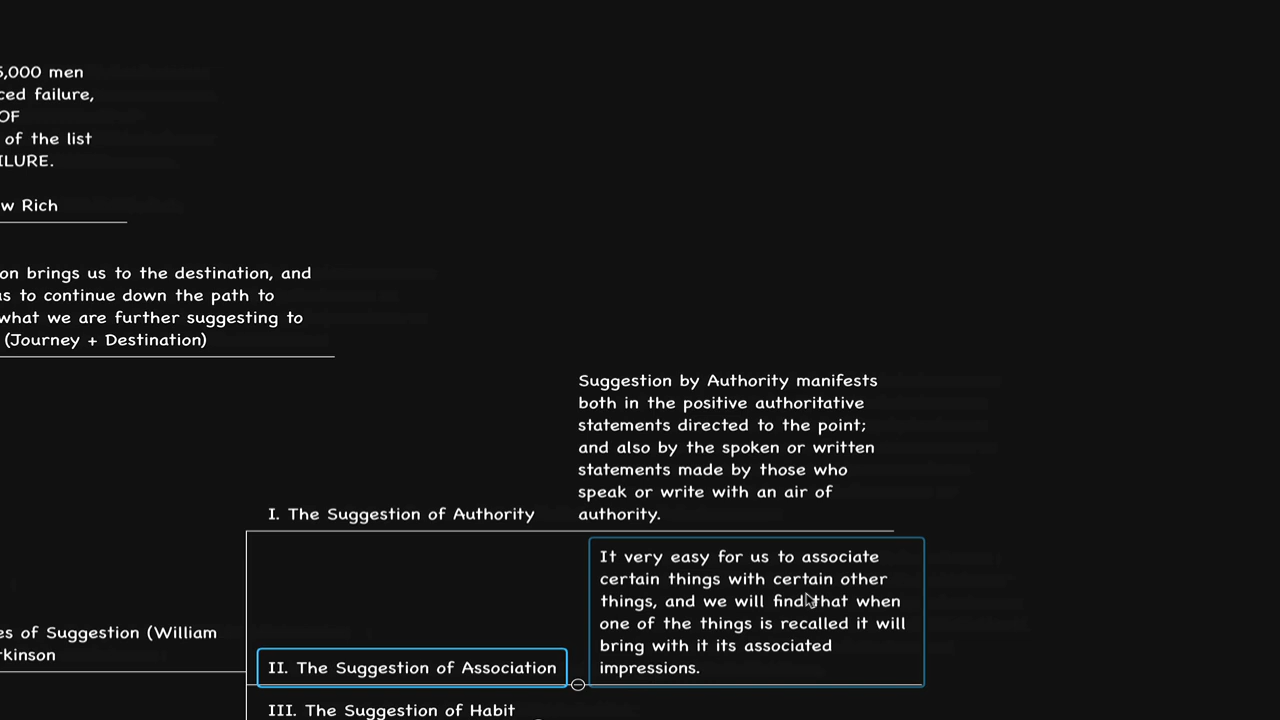 5,000 men
ced failure,
OF
of the list
ILURE.
w Rich
on brings us to the destination, and
us to continue down the path to
what we are further suggesting to
(Journey + Destination)
Suggestion by Authority manifests
both in the positive authoritative
statements directed to the point;
and also by the spoken or written
statements made by those who
speak or write with an air of
authority.
I. The Suggestion of Authority
It very easy for us to associate
certain things with certain other
things, and we will find that when
one of the things is recalled it will
bring with it its associated
impressions.
es of Suggestion (William
rkinson
II. The Suggestion of Association
III. The Suggestion of Habit